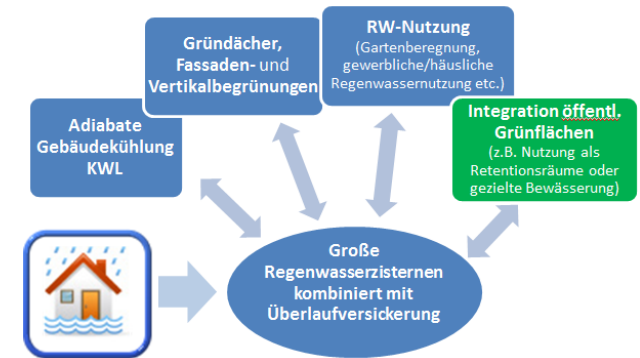 Adiabate
Gebäudekühlung
KWL
Gründächer,
Fassaden- und
Vertikalbegrünungen
RW-Nutzung
(Gartenberegnung,
gewerbliche/häusliche
Regenwassernutzung etc.)
Integration öffentl.
Grünflächen
(z.B. Nutzung als
Retentionsräume oder
gezielte Bewässerung)
Große
Regenwasserzisternen
kombiniert mit
Überlaufversickerung